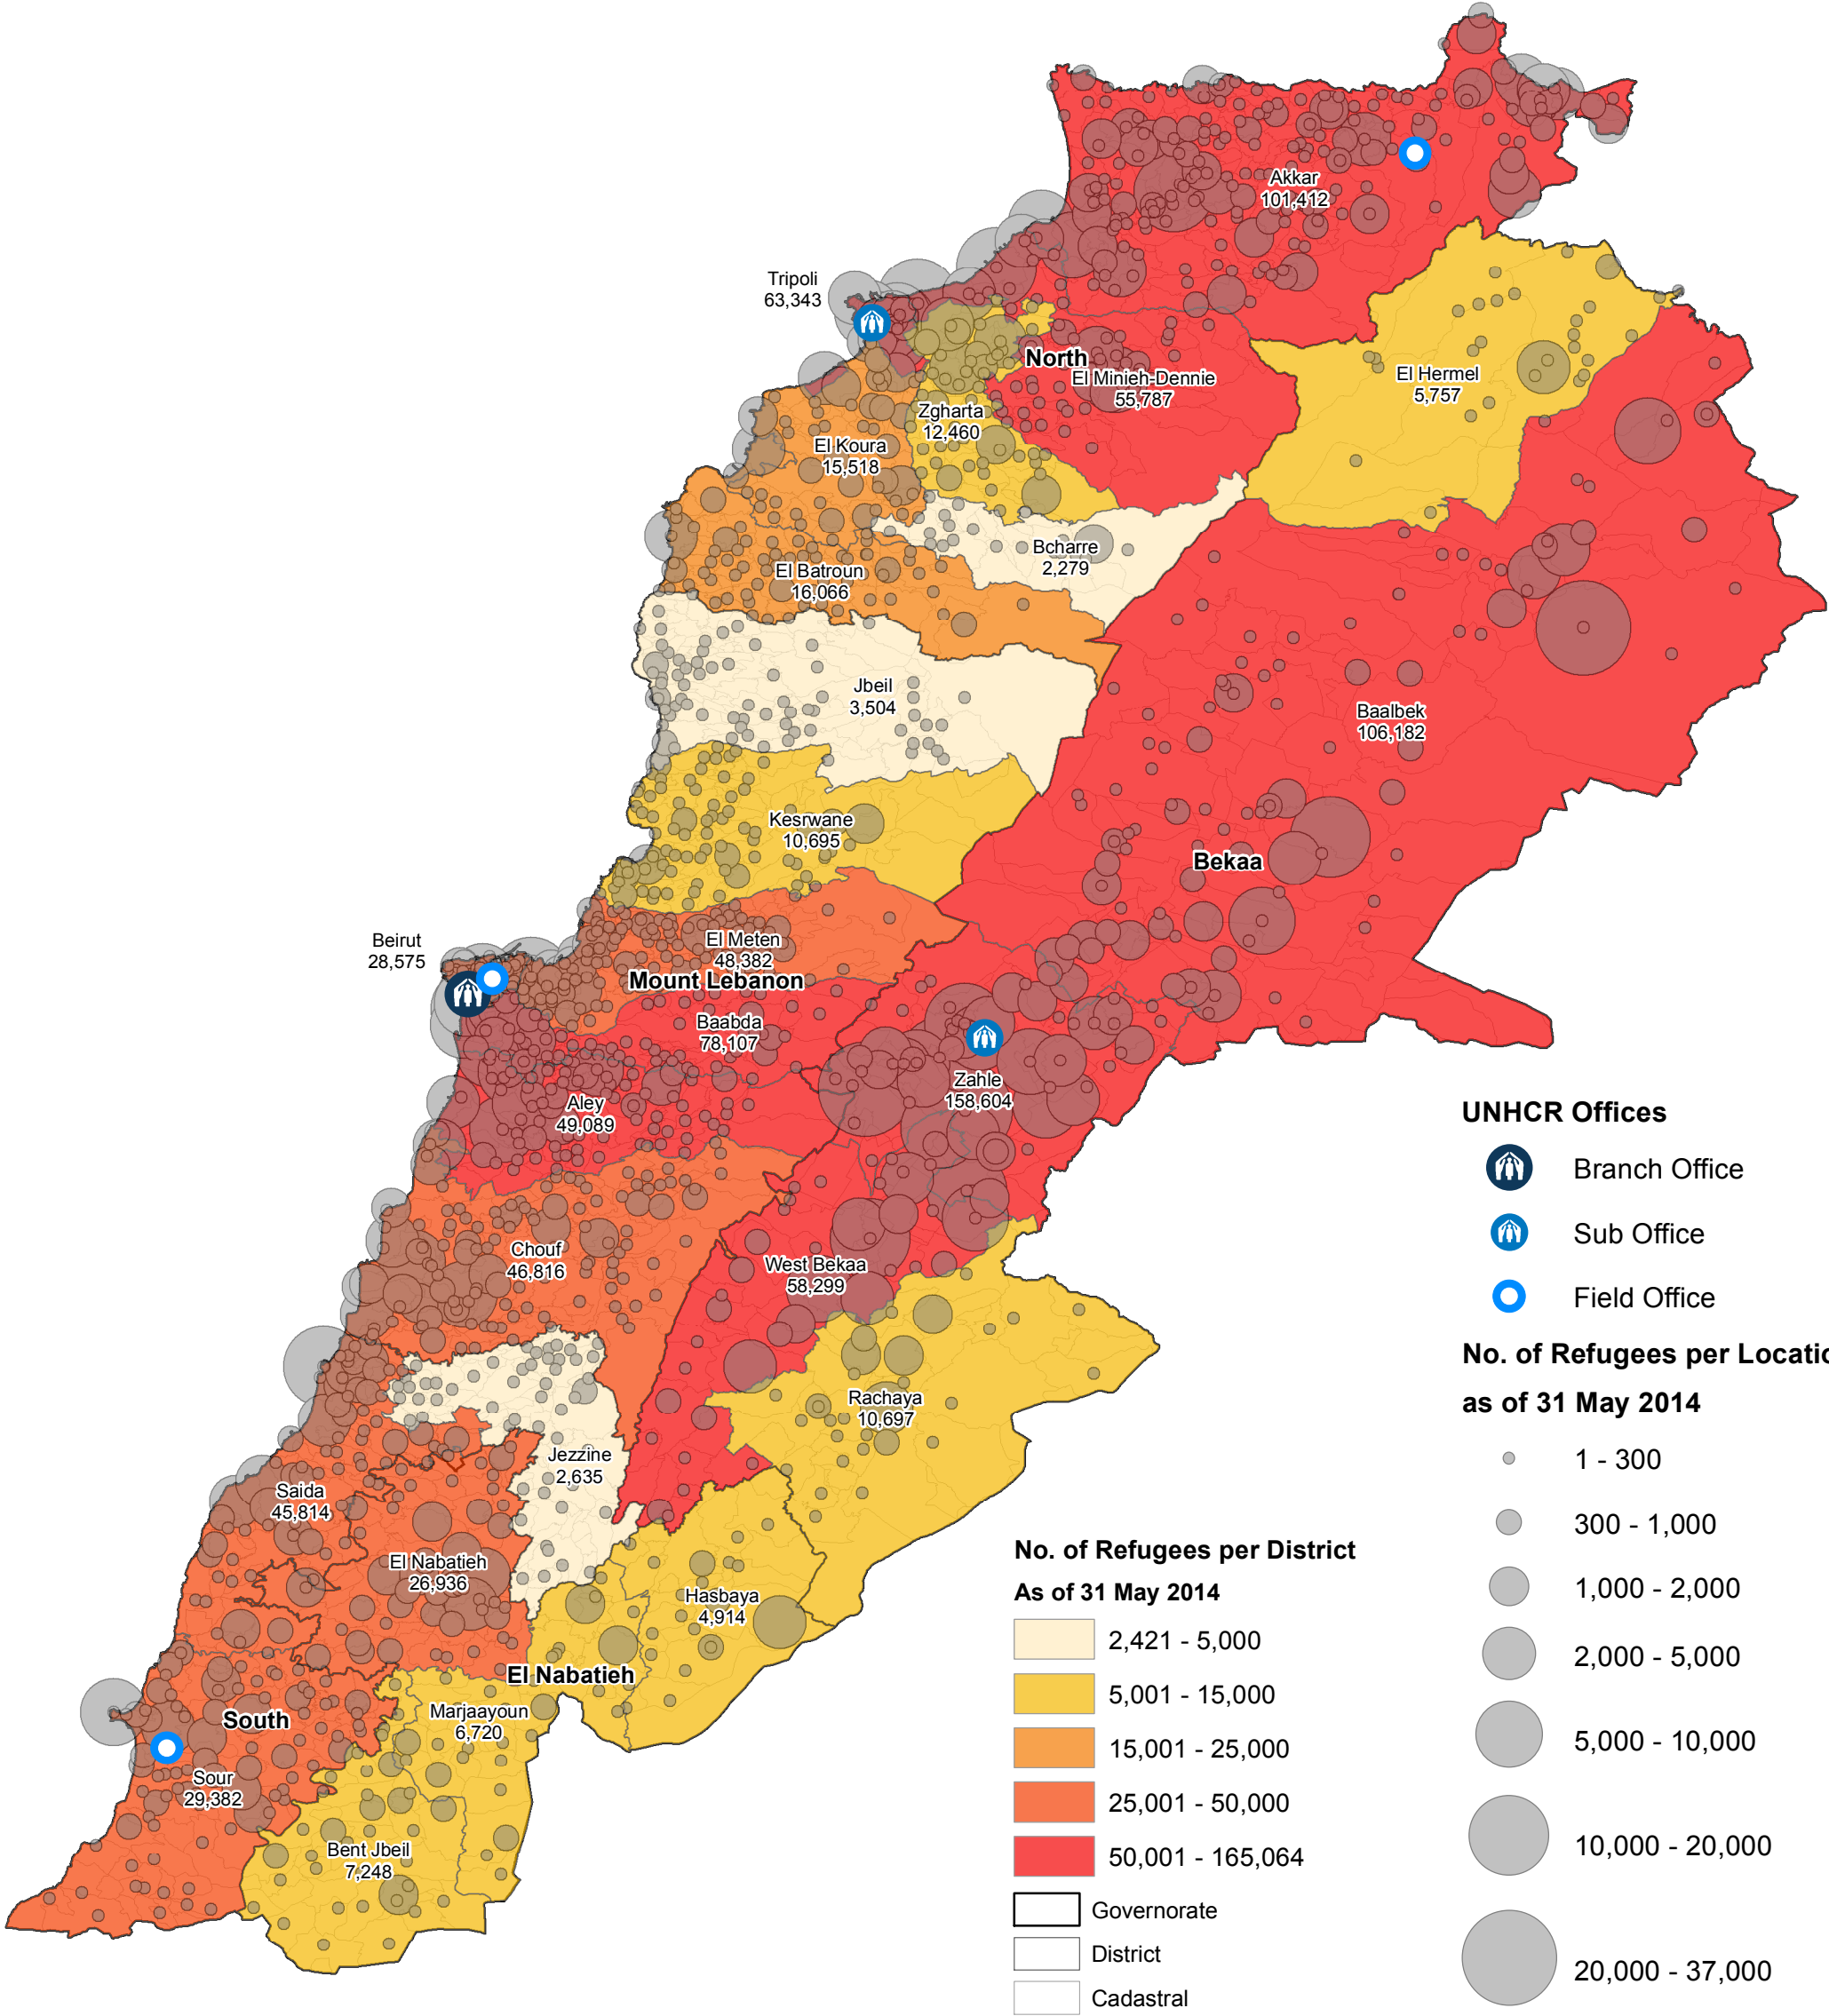 Akkar
101,412
Tripoli
63,343
North
El Minieh-Dennie
55,787
El Hermel
5,757
Zgharta
12,460
El Koura
15,518
Bcharre
2,279
El Batroun
16,066
Jbeil
3,504
Baalbek
106,182
Kesrwane
10,695
Bekaa
Beirut
28,575
El Meten
48,382
Mount Lebanon
Baabda
78,107
Zahle
158,604
Aley
49,089
Chouf
46,816
West Bekaa
58,299
Rachaya
10,697
Jezzine
2,635
Saida
45,814
El Nabatieh
26,936
Hasbaya
4,914
El Nabatieh
Marjaayoun
6,720
South
Sour
29,382
Bent Jbeil
7,248
UNHCR Offices
Branch Office
Sub Office
Field Office
No. of Refugees per Locatio
as of 31 May 2014
1 - 300
300 - 1,000
1,000 - 2,000
2,000 - 5,000
5,000 - 10,000
10,000 - 20,000
20,000 - 37,000
No. of Refugees per District
As of 31 May 2014
2,421 - 5,000
5,001 - 15,000
15,001 - 25,000
25,001 - 50,000
50,001 - 165,064
Governorate
District
Cadastral